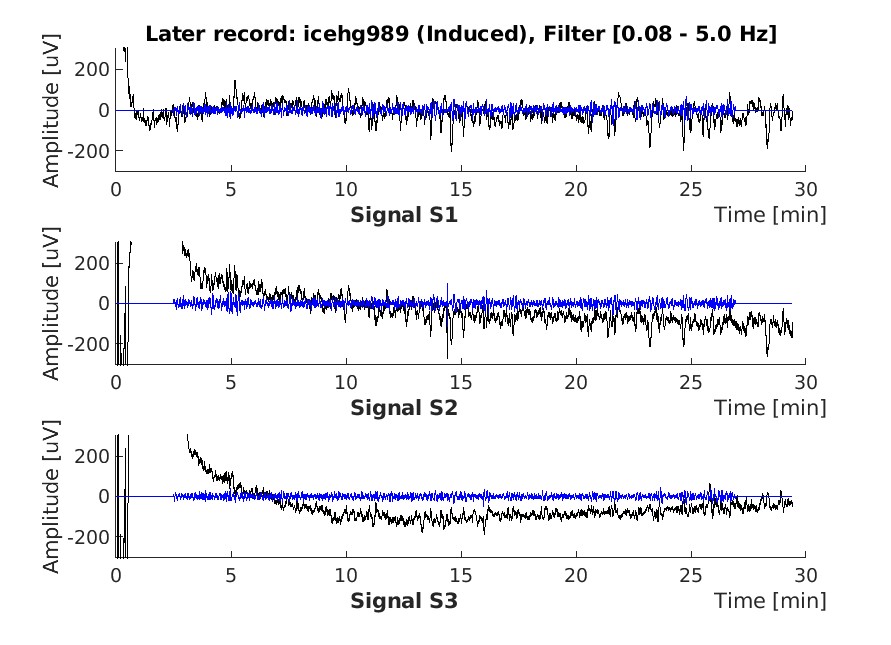 Later record: icehg989 (Induced), Filter [0.08 - 5.0 Hz]
Amplitude [uV]
200
0
-200
0 5 10 15 20 25 30
Signal S1 Time [min]
Amplitude [uV]
200
0
-200
0 5 10 15 20 25 30
Signal S2 Time [min]
Amplitude [uV]
200
0
-200
0 5 10 15 20 25 30
Signal S3 Time [min]